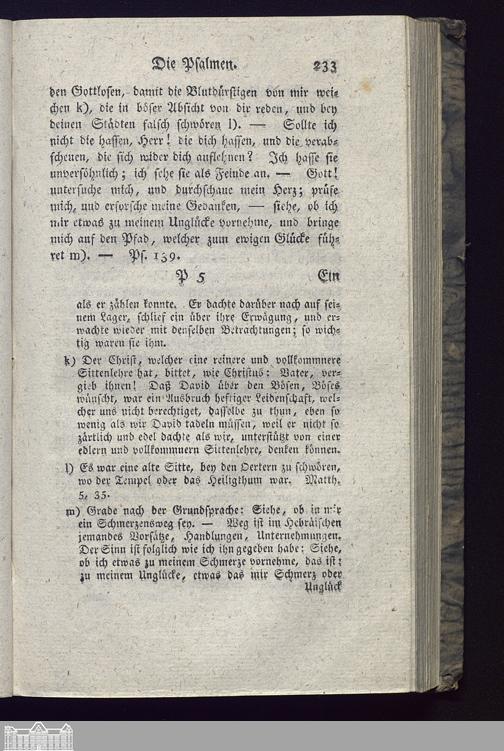 Die Psalmen. 233
den Gottlosen, damit die Blutdürstigen von mir wei-
chen k), die in böser Absicht von dir reden, und bey
deinen Städten falsch schwören l). — Sollte ich
nicht die hassen, Herr! die dich hassen, und die verab-
scheuen, die sich wider dich auflehnen? Ich hasse sie
unversöhnlich; ich sehe sie als Feinde an. — Gott!
untersuche mich, und durchschaue mein Herz; prüfe
mich, und erforsche meine Gedanken, — siehe, ob ich
mir etwas zu meinem Unglücke vornehme, und bringe
mich auf den Pfad, welcher zum ewigen Glücke füh-
ret m). — Ps. 139.
P 5 Ein
als er zählen konnte. Er dachte darüber nach auf sei-
nem Lager, schlief ein über ihre Erwägung, und er-
wachte wieder mit denselben Betrachtungen; so wich-
tig waren sie ihm.
k) Der Christ, welcher eine reinere und vollkommnere
Sittenlehre hat, bittet, wie Christus: Vater, ver-
gieb ihnen! Daß David über den Bösen, Böses
wünscht, war ein Ausbruch heftiger Leidenschaft, wel-
cher uns nicht berechtiget, dasselbe zu thun, eben so
wenig als wir David tadeln müssen, weil er nicht so
zärtlich und edel dachte als wir, unterstützt von einer
edlern und vollkommnern Sittenlehre, denken können.
l) Es war eine alte Sitte, bey den Oertern zu schwören,
wo der Tempel oder das Heiligthum war. Matth.
5, 35.
m) Grade nach der Grundsprache: Siehe, ob in mir
ein Schmerzensweg sey. — Weg ist im Hebräischen
jemandes Vorsätze, Handlungen, Unternehmungen.
Der Sinn ist folglich wie ich ihn gegeben habe: Siehe,
ob ich etwas zu meinem Schmerze vornehme, das ist:
zu meinem Unglücke, etwas das mir Schmerz oder
Unglück